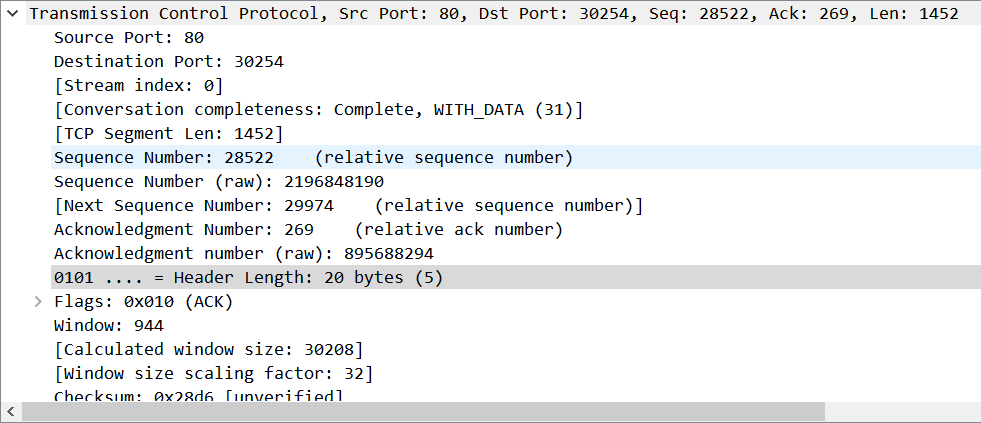 Transmission Control Protocol, Src Port: 80, Dst Port: 30254, Seq: 28522, Ack: 269, Len: 1452
Source Port: 80
Destination Port: 30254
[Stream index: 0]
[Conversation completeness: Complete, WITH_DATA (31)]
[TCP Segment Len: 1452]
Sequence Number: 28522    (relative sequence number)
Sequence Number (raw): 2196848190
[Next Sequence Number: 29974    (relative sequence number)]
Acknowledgment Number: 269    (relative ack number)
Acknowledgment number (raw): 895688294
0101 .... = Header Length: 20 bytes (5)
Flags: 0x010 (ACK)
Window: 944
[Calculated window size: 30208]
[Window size scaling factor: 32]
Checksum: 0x28d6 [unverified]